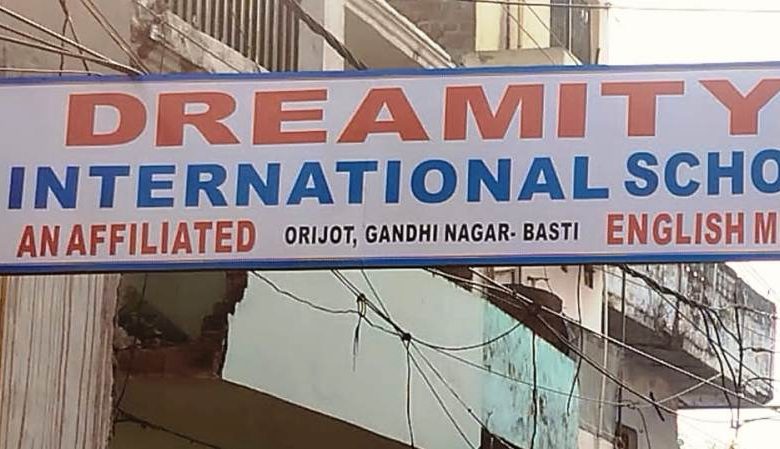 DREAMITY
INTERNATIONAL SCHO
AN AFFILIATED ORIJOT, GANDHI NAGAR- BASTI ENGLISH M